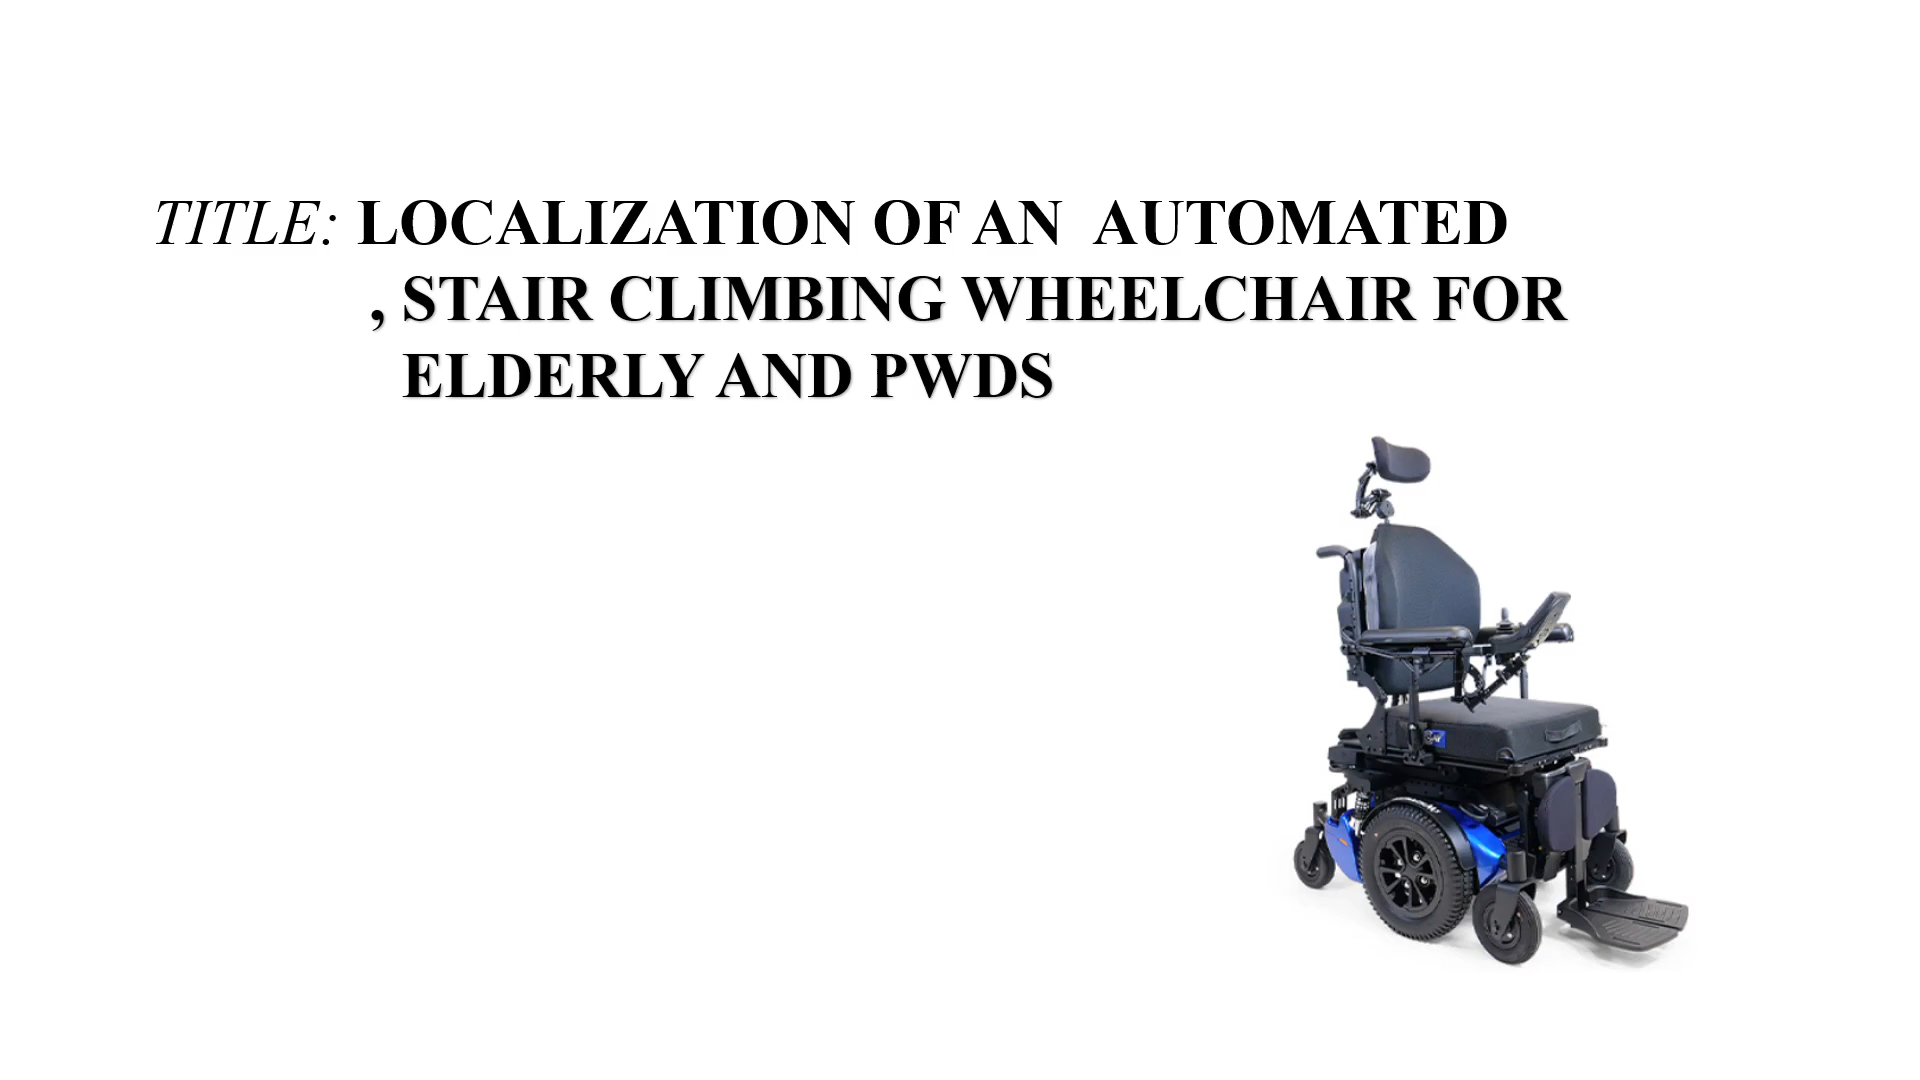 TITLE: LOCALIZATION OF AN  AUTOMATED
, STAIR CLIMBING WHEELCHAIR FOR
ELDERLY AND PWDS